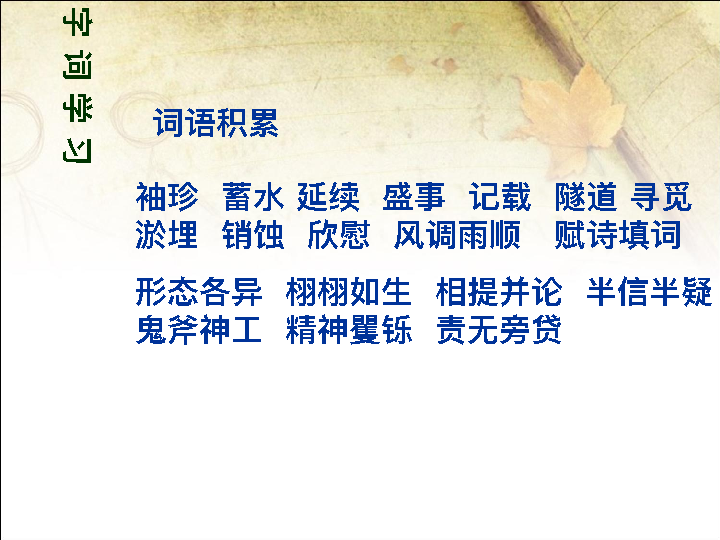 字词学习
词语积累
袖珍 蓄水 延续 盛事 记载 隧道 寻觅
淤埋 销蚀 欣慰 风调雨顺 赋诗填词
形态各异 栩栩如生 相提并论 半信半疑
鬼斧神工 精神矍铄 责无旁贷